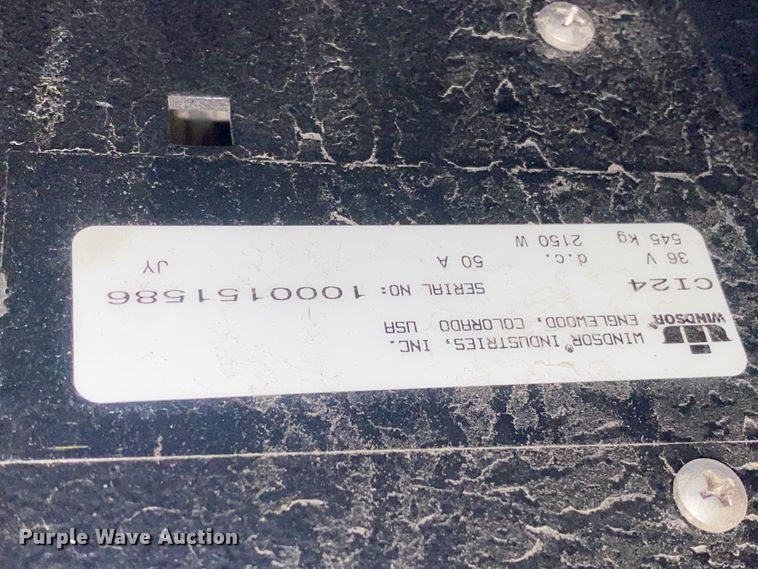 WINDSOR®
WINDSOR® INDUSTRIES, INC.
ENGLEWOOD, COLORADO USA
CI24 SERIAL NO: 1000151586
36 V d.c. 50 A JY
545 kg 2150 W
Purple Wave Auction